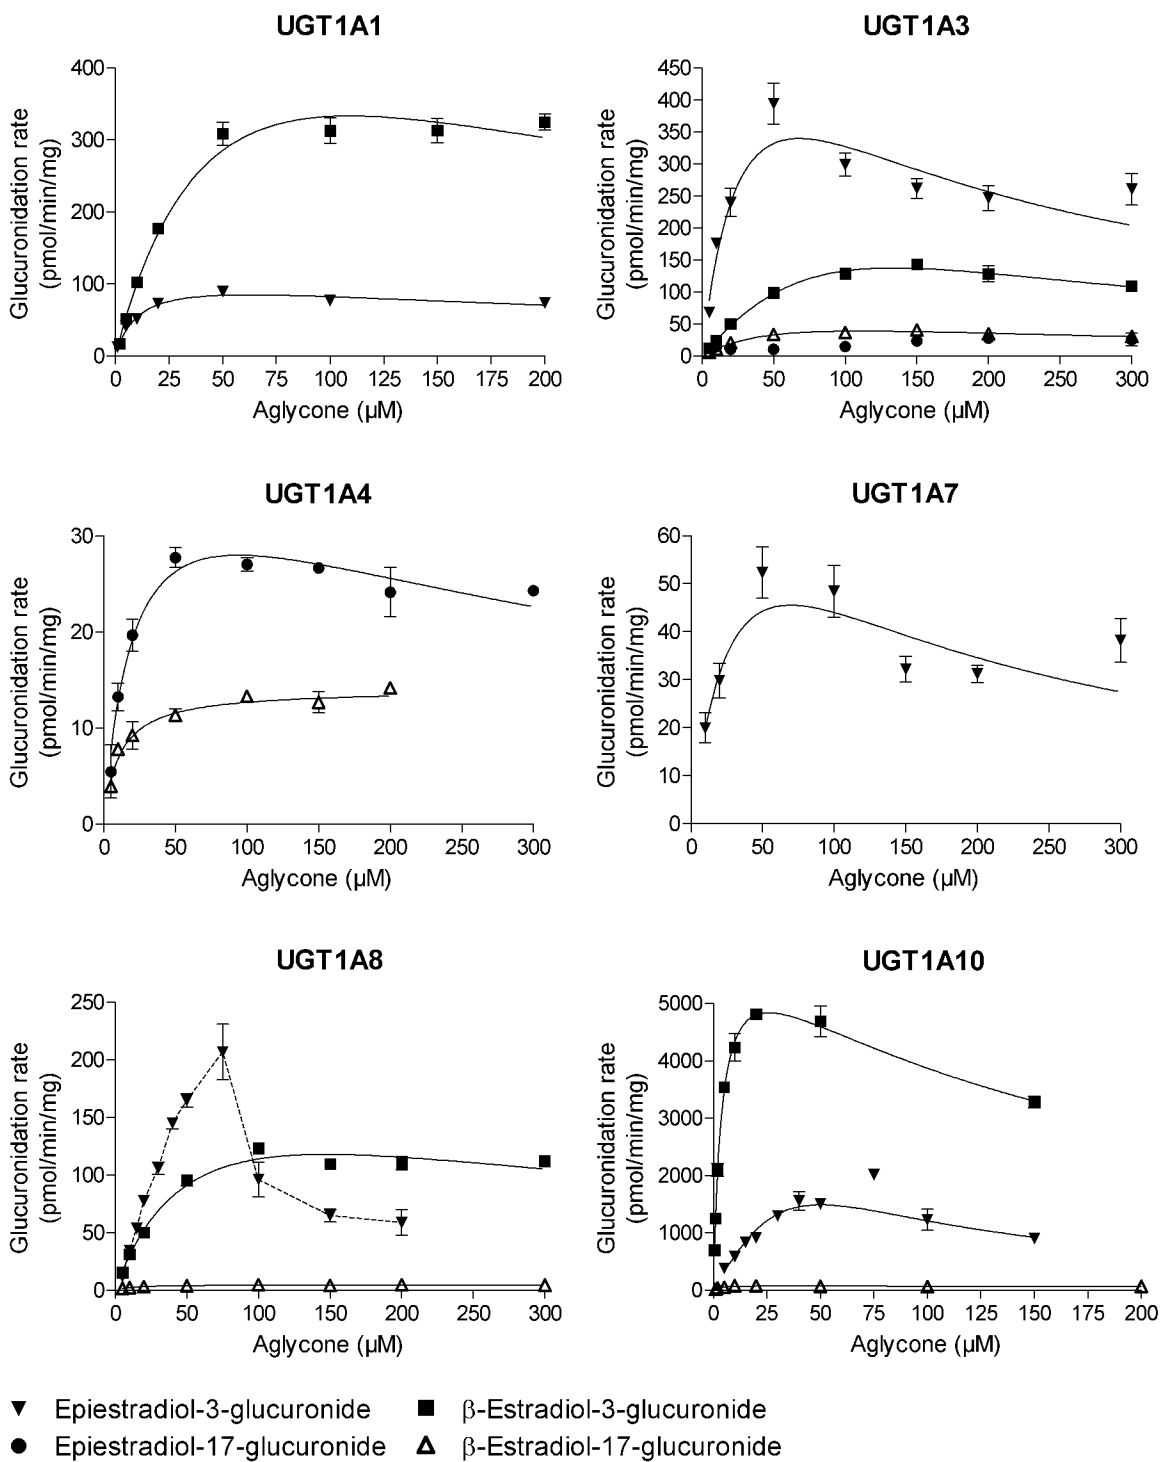 UGT1A1
UGT1A3
Glucuronidation rate
(pmol/min/mg)
400
300
200
100
0
0 25 50 75 100 125 150 175 200
Aglycone (µM)
Glucuronidation rate
(pmol/min/mg)
450
400
350
300
250
200
150
100
50
0
0 50 100 150 200 250 300
Aglycone (µM)
UGT1A4
UGT1A7
Glucuronidation rate
(pmol/min/mg)
30
20
10
0
0 50 100 150 200 250 300
Aglycone (µM)
Glucuronidation rate
(pmol/min/mg)
60
50
40
30
20
10
0
0 50 100 150 200 250 300
Aglycone (µM)
UGT1A8
UGT1A10
Glucuronidation rate
(pmol/min/mg)
250
200
150
100
50
0
0 50 100 150 200 250 300
Aglycone (µM)
Glucuronidation rate
(pmol/min/mg)
5000
4000
3000
2000
1000
0
0 25 50 75 100 125 150 175 200
Aglycone (µM)
Epiestradiol-3-glucuronide
β-Estradiol-3-glucuronide
Epiestradiol-17-glucuronide
β-Estradiol-17-glucuronide